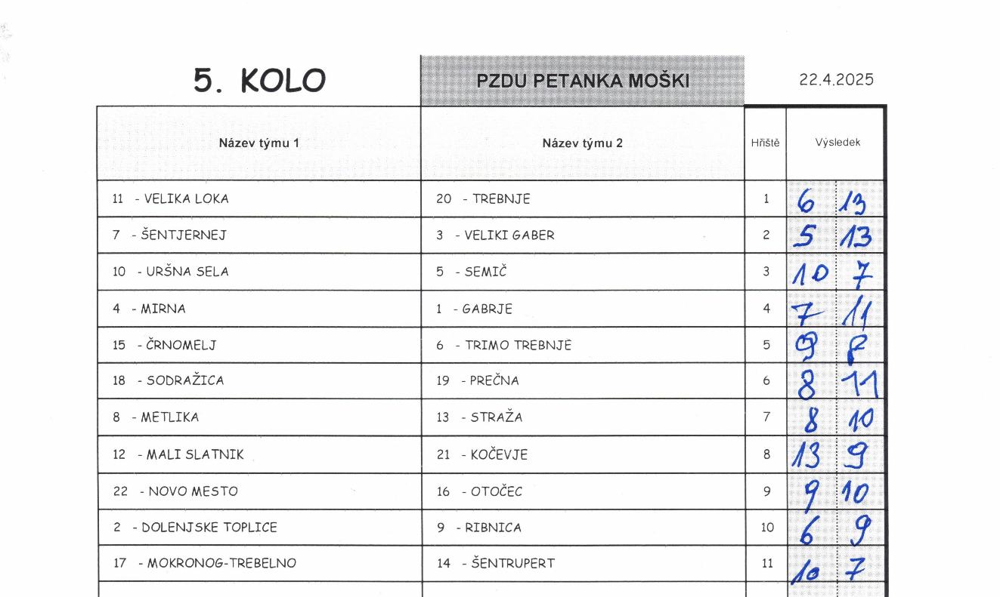 5. KOLO PZDU PETANKA MOŠKI 22.4.2025
Název týmu 1 Název týmu 2 Hřiště Výsledek
11 - VELIKA LOKA 20 - TREBNJE 1 6 13
7 - ŠENTJERNEJ 3 - VELIKI GABER 2 5 13
10 - URŠNA SELA 5 - SEMIČ 3 10 7
4 - MIRNA 1 - GABRJE 4 7 11
15 - ČRNOMELJ 6 - TRIMO TREBNJE 5 9 8
18 - SODRAŽICA 19 - PREČNA 6 8 11
8 - METLIKA 13 - STRAŽA 7 8 10
12 - MALI SLATNIK 21 - KOČEVJE 8 13 9
22 - NOVO MESTO 16 - OTOČEC 9 9 10
2 - DOLENJSKE TOPLICE 9 - RIBNICA 10 6 9
17 - MOKRONOG-TREBELNO 14 - ŠENTRUPERT 11 10 7